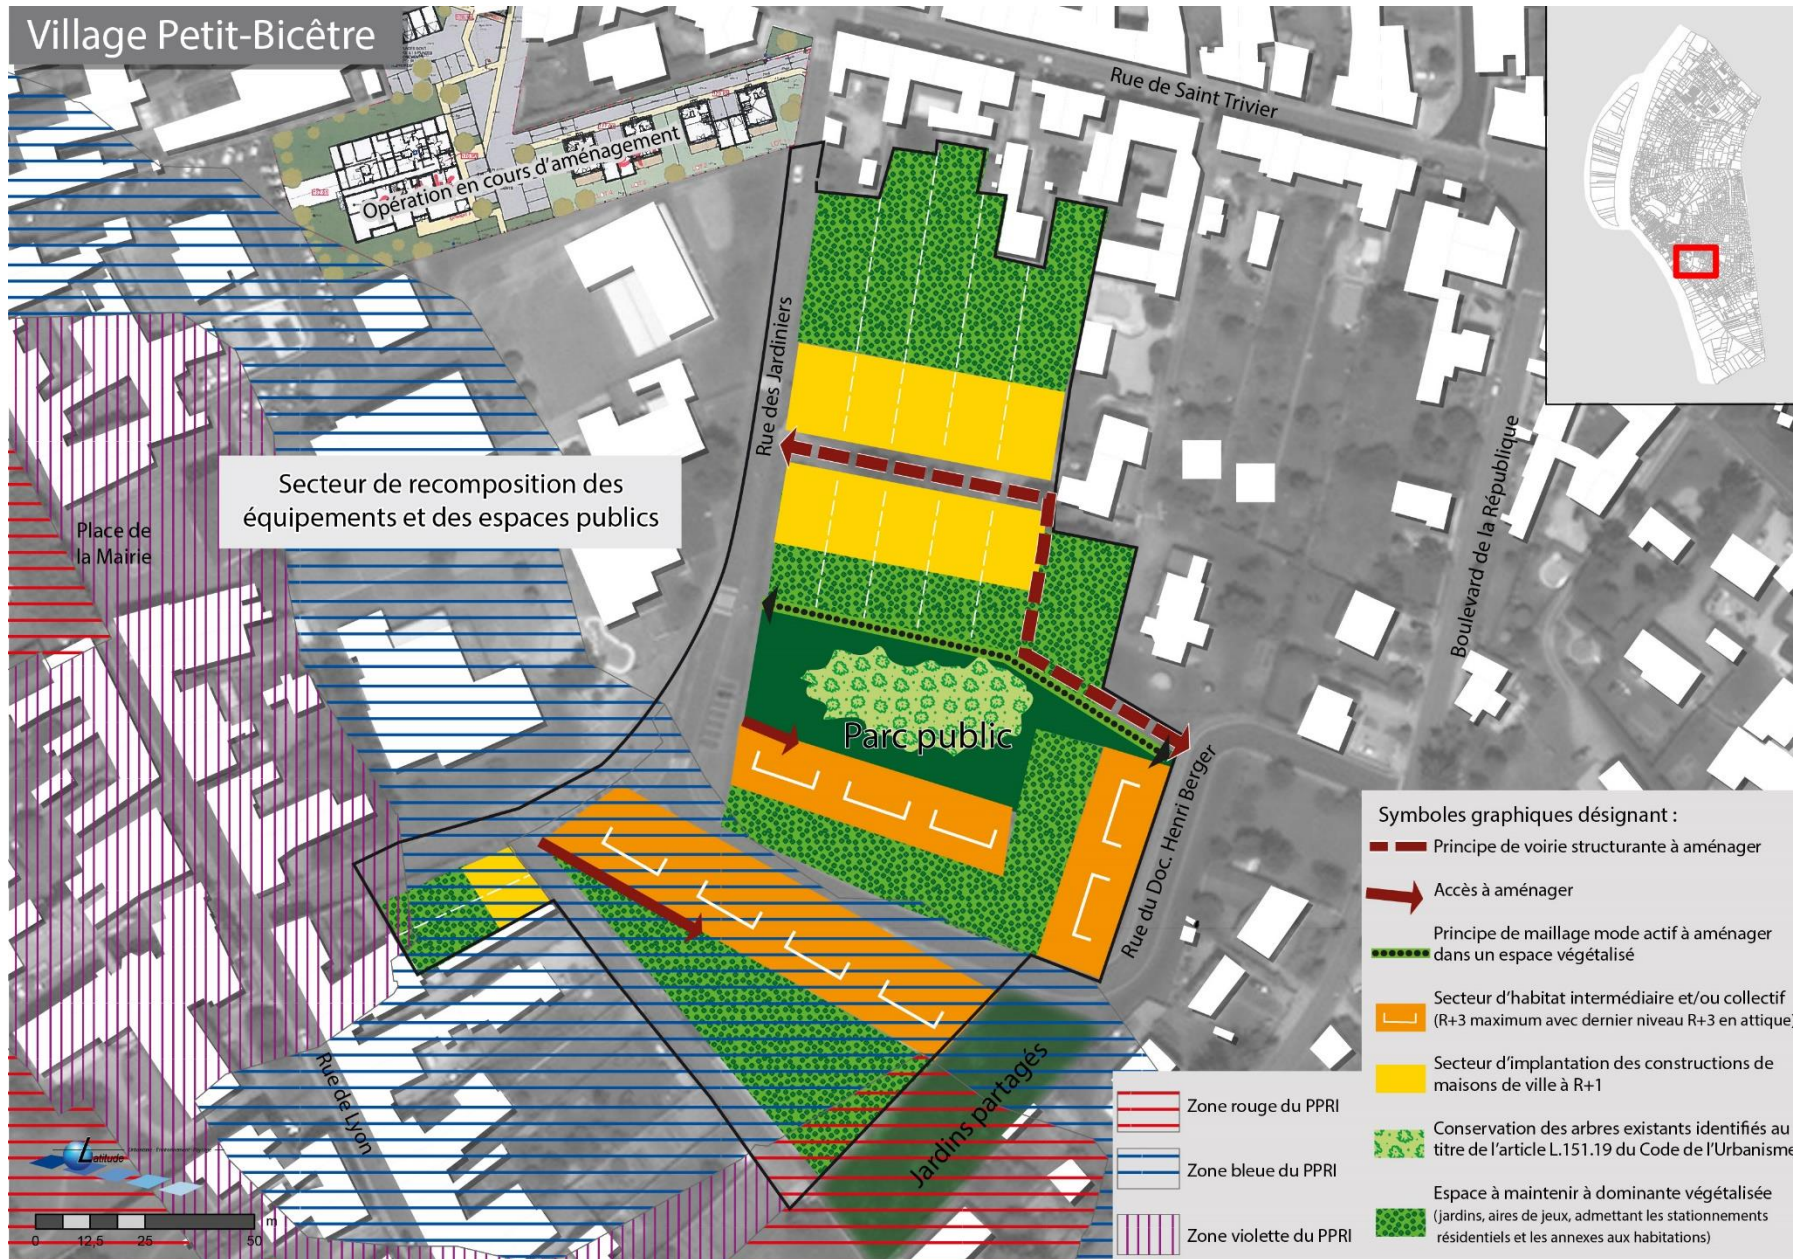 Village Petit-Bicêtre
Opération en cours d'aménagement
Rue de Saint Trivier
Rue des Jardiniers
Boulevard de la République
Secteur de recomposition des
équipements et des espaces publics
Place de
la Mairie
Parc public
Rue du Doc. Henri Berger
Rue de Lyon
Jardins partagés
Latitude
0 12,5 25 50 m
Zone rouge du PPRI
Zone bleue du PPRI
Zone violette du PPRI
Symboles graphiques désignant :
Principe de voirie structurante à aménager
Accès à aménager
Principe de maillage mode actif à aménager
dans un espace végétalisé
Secteur d'habitat intermédiaire et/ou collectif
(R+3 maximum avec dernier niveau R+3 en attique)
Secteur d'implantation des constructions de
maisons de ville à R+1
Conservation des arbres existants identifiés au
titre de l'article L.151.19 du Code de l'Urbanisme
Espace à maintenir à dominante végétalisée
(jardins, aires de jeux, admettant les stationnements
résidentiels et les annexes aux habitations)